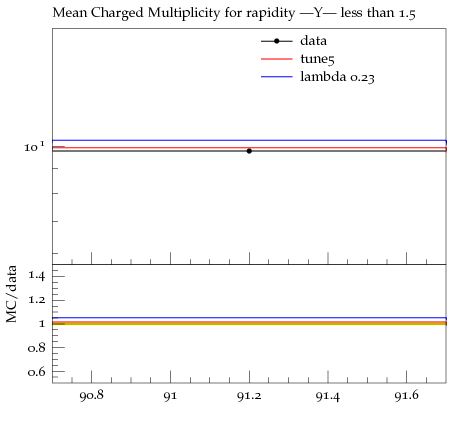 Mean Charged Multiplicity for rapidity —Y— less than 1.5
data
tune5
lambda 0.23
10 1
MC/data
1.4
1.2
1
0.8
0.6
90.8 91 91.2 91.4 91.6